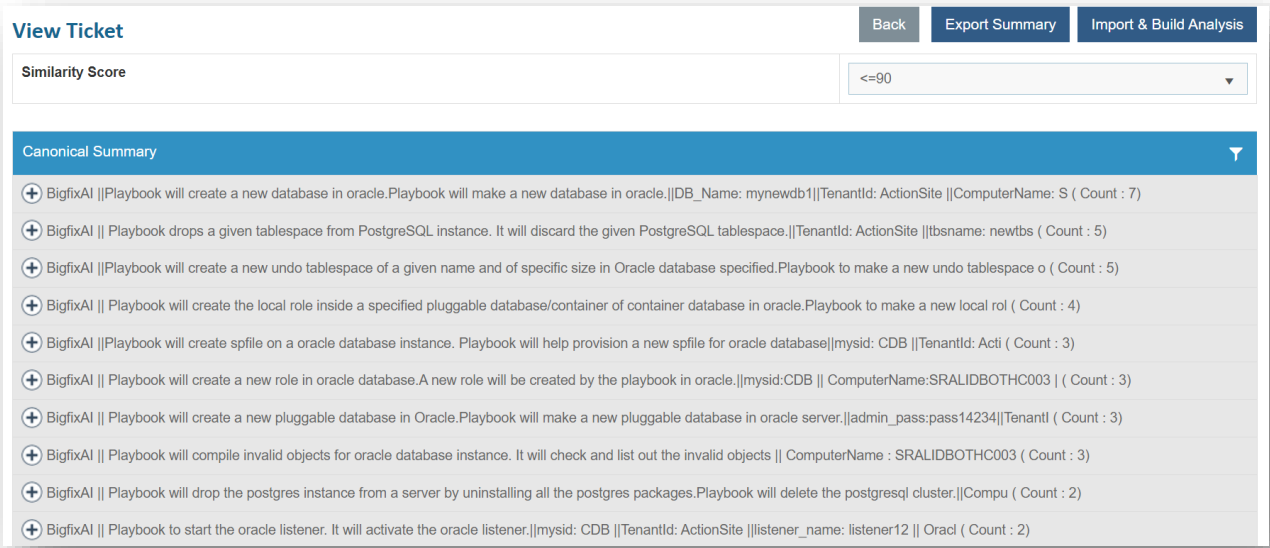 View Ticket
Back
Export Summary
Import & Build Analysis
Similarity Score
<=90
Canonical Summary
BigfixAI ||Playbook will create a new database in oracle.Playbook will make a new database in oracle.||DB_Name: mynewdb1||TenantId: ActionSite ||ComputerName: S ( Count : 7)
BigfixAI || Playbook drops a given tablespace from PostgreSQL instance. It will discard the given PostgreSQL tablespace.||TenantId: ActionSite ||tbsname: newtbs ( Count : 5)
BigfixAI ||Playbook will create a new undo tablespace of a given name and of specific size in Oracle database specified.Playbook to make a new undo tablespace o ( Count : 5)
BigfixAI || Playbook will create the local role inside a specified pluggable database/container of container database in oracle.Playbook to make a new local rol ( Count : 4)
BigfixAI || Playbook will create spfile on a oracle database instance. Playbook will help provision a new spfile for oracle database||mysid: CDB ||TenantId: Acti ( Count : 3)
BigfixAI || Playbook will create a new role in oracle database.A new role will be created by the playbook in oracle.||mysid:CDB || ComputerName:SRALIDBOTHC003 | ( Count : 3)
BigfixAI || Playbook will create a new pluggable database in Oracle.Playbook will make a new pluggable database in oracle server.||admin_pass:pass14234||TenantI ( Count : 3)
BigfixAI || Playbook will compile invalid objects for oracle database instance. It will check and list out the invalid objects || ComputerName : SRALIDBOTHC003 ( Count : 3)
BigfixAI || Playbook will drop the postgres instance from a server by uninstalling all the postgres packages.Playbook will delete the postgresql cluster.||Compu ( Count : 2)
BigfixAI || Playbook to start the oracle listener. It will activate the oracle listener.||mysid: CDB ||TenantId: ActionSite ||listener_name: listener12 || Oracl ( Count : 2)